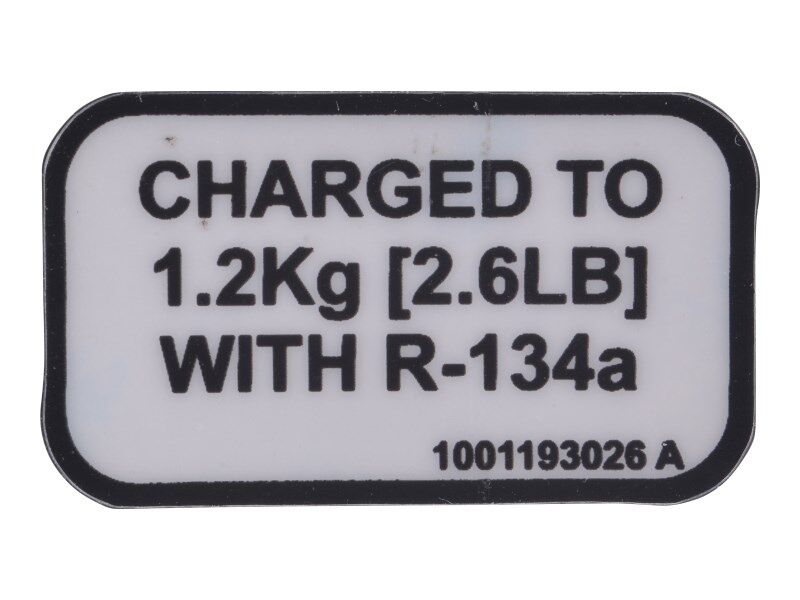 CHARGED TO
1.2Kg [2.6LB]
WITH R-134a
1001193026 A